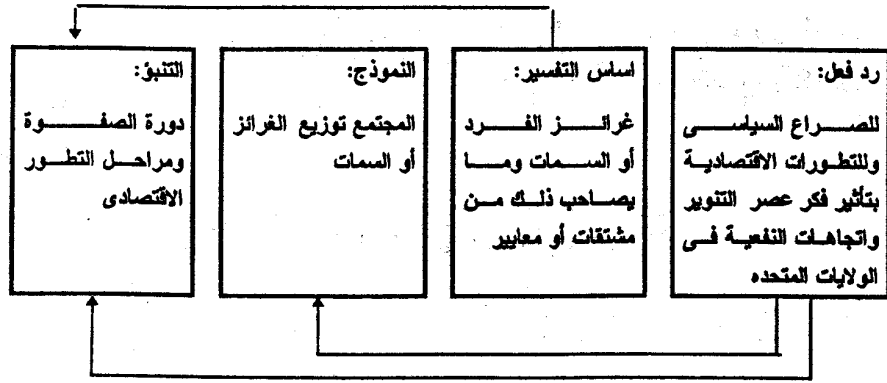 رد فعل:
للصراع السياسى
وللتطورات الاقتصادية
بتأثير فكر عصر التنوير
واتجاهات النفعية فى
الولايات المتحده
اساس التفسير:
غرائز الفرد
أو السمات وما
يصاحب ذلك من
مشتقات أو معايير
النموذج:
المجتمع توزيع الغرائز
أو السمات
التنبؤ:
دورة الصفوة
ومراحل التطور
الاقتصادى